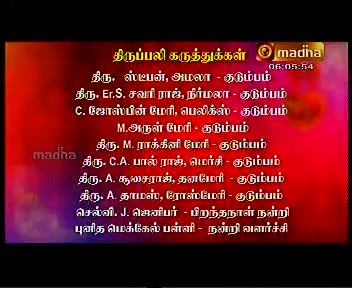 திருப்பலி கருத்துக்கள்
madha
06:05:54
திரு. ஸ்டீபன், அமலா - குடும்பம்
திரு. Er.S. சவரி ராஜ், நிர்மலா - குடும்பம்
C. ஜோஸ்பின் மேரி, பெலிக்ஸ் - குடும்பம்
M.அருள் மேரி - குடும்பம்
திரு. M. ராக்கினி மேரி - குடும்பம்
madha
திரு. C.A. பால் ராஜ், மெர்சி - குடும்பம்
திரு. A. சூசைராஜ், தனமேரி - குடும்பம்
திரு. A. தாமஸ், ரோஸ்மேரி - குடும்பம்
செல்வி. J. ஜெனிபர் - பிறந்தநாள் நன்றி
புனித மெக்கேல் பள்ளி - நன்றி வளர்ச்சி